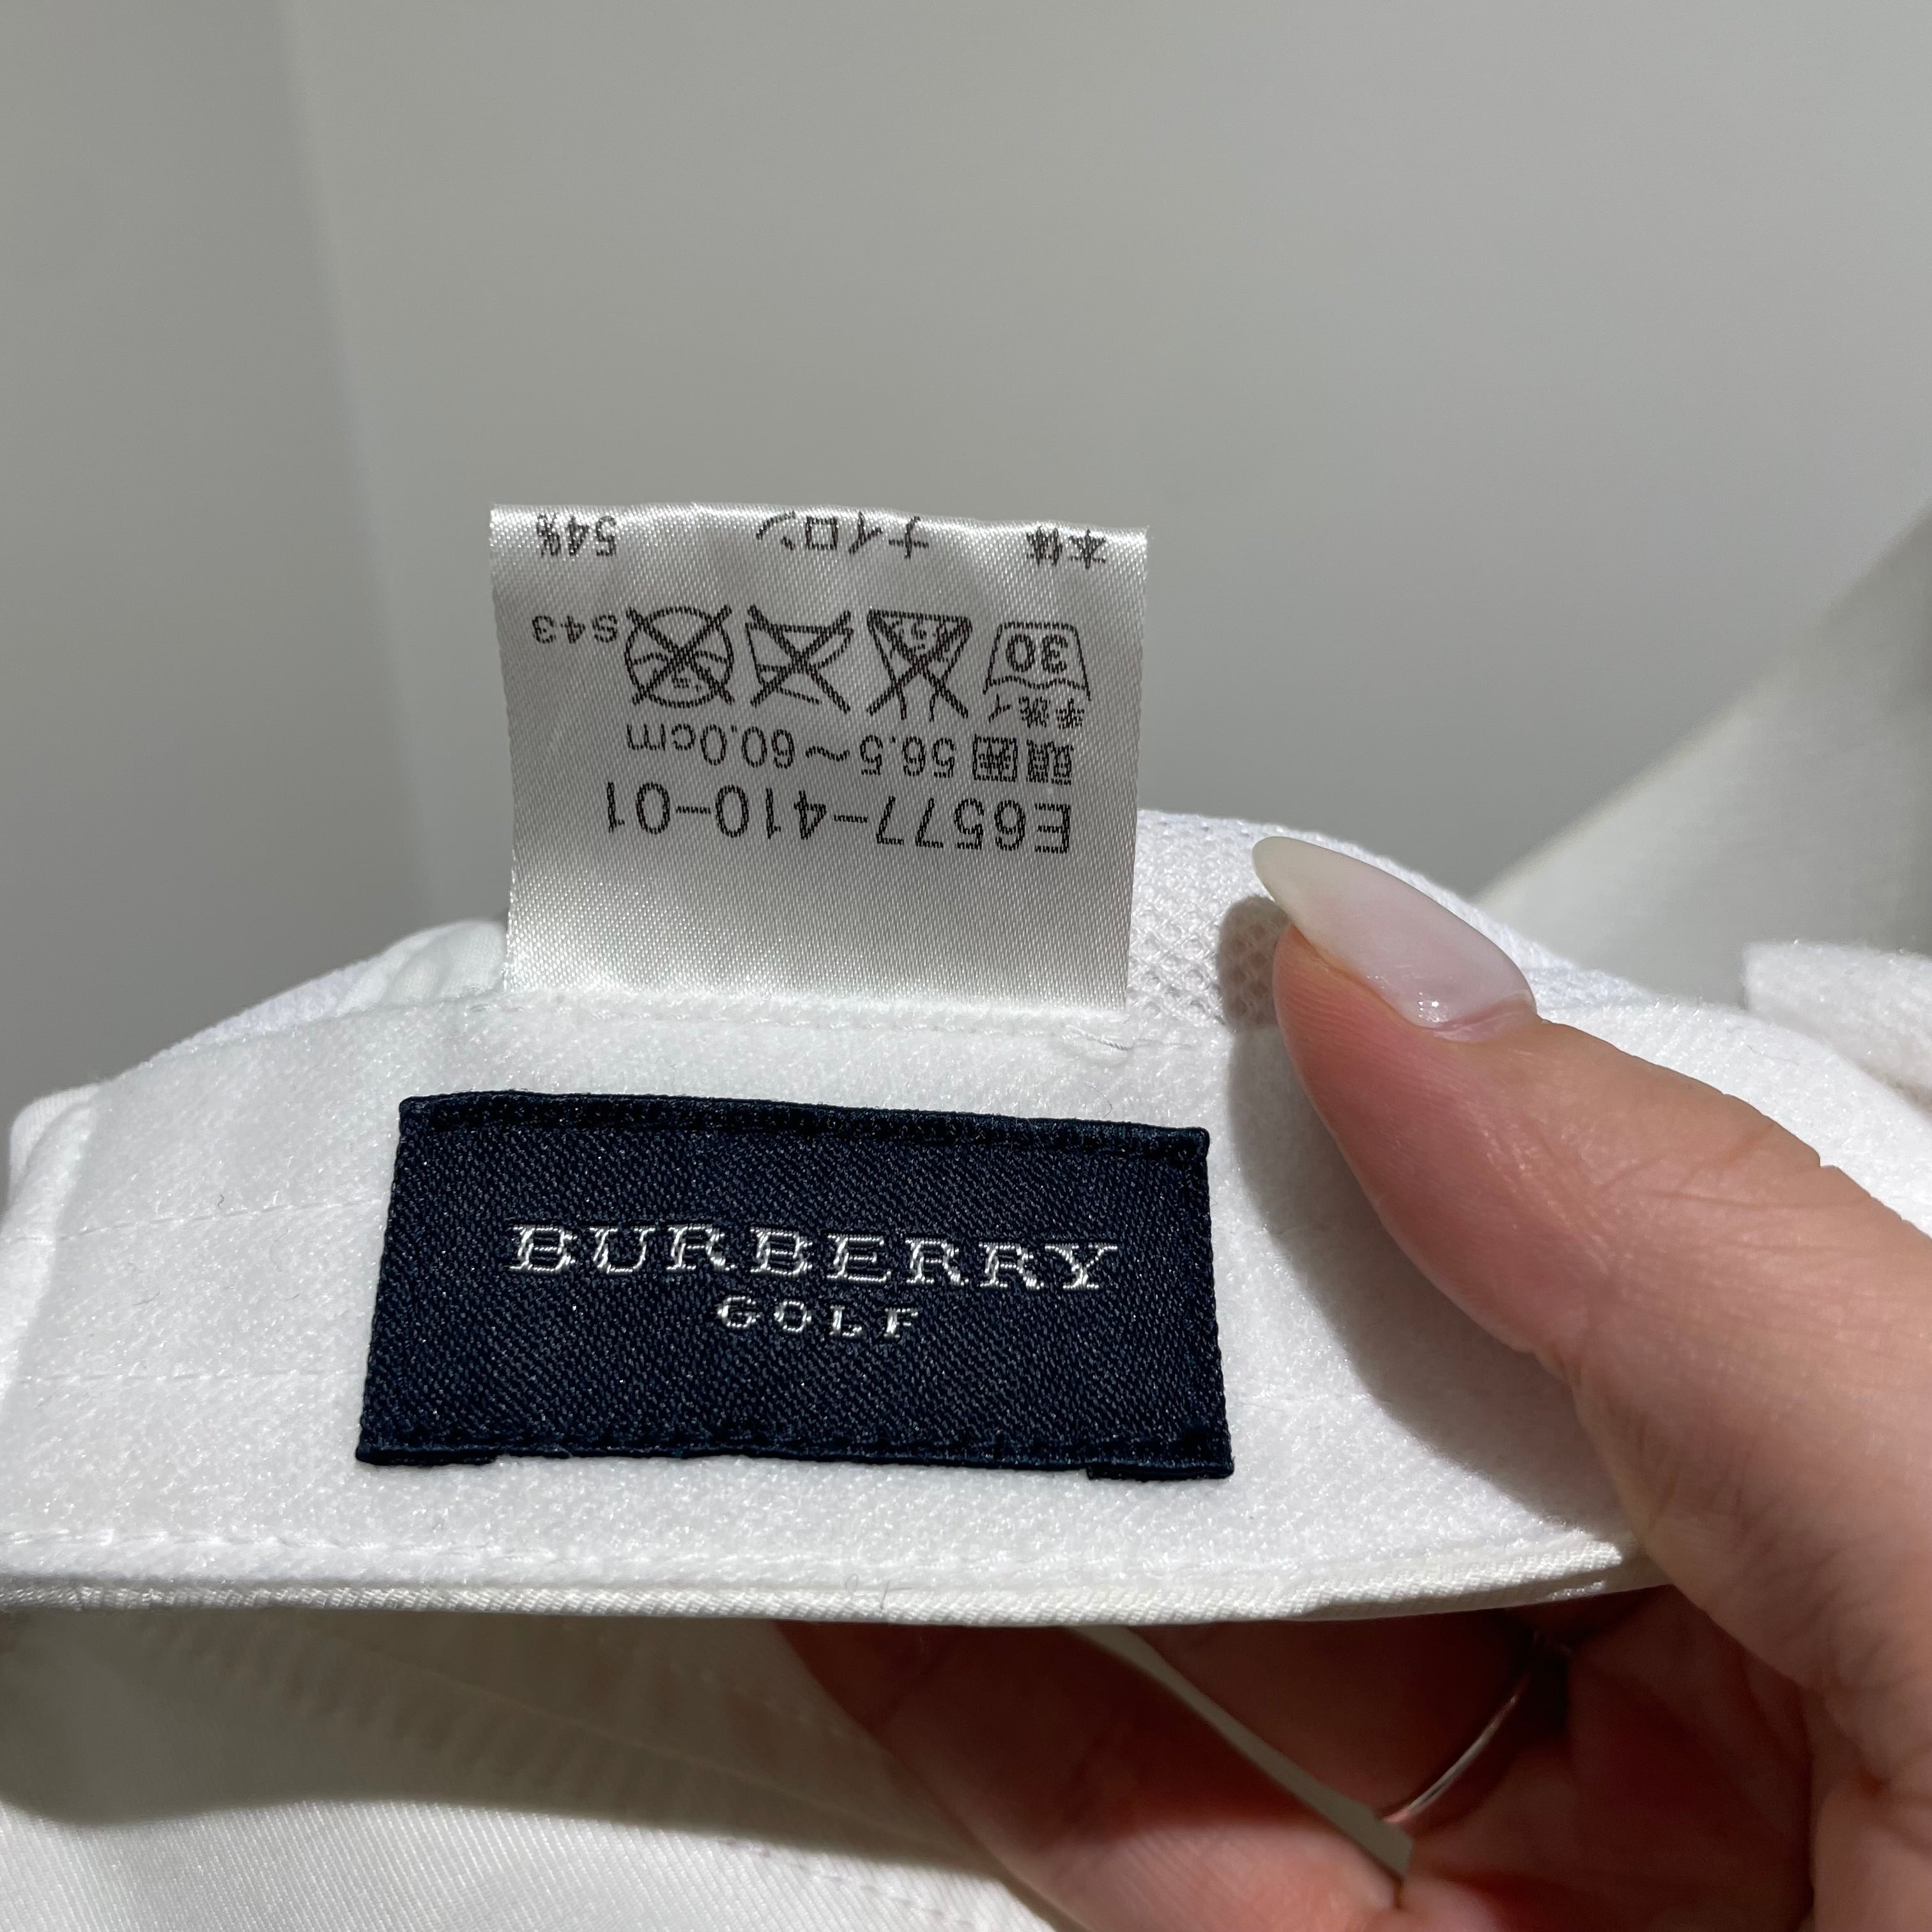 E6577-410-01
頭囲 56.5～60.0cm
手洗イ
30
S43
本体 ナイロン 54%
BURBERRY
GOLF